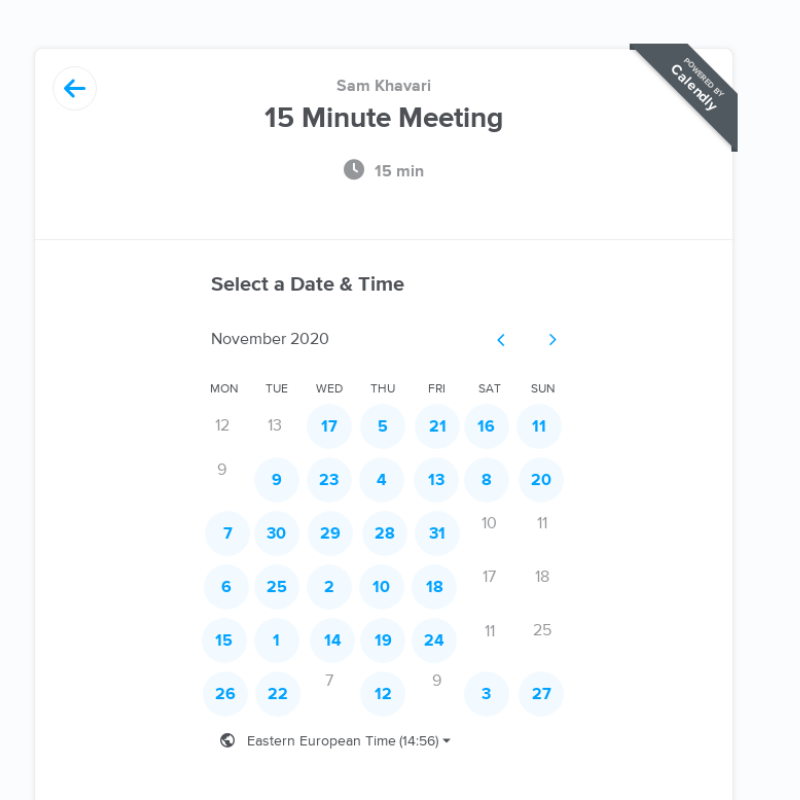 POWERED BY
Calendly
Sam Khavari
15 Minute Meeting
15 min
Select a Date & Time
November 2020
MON TUE WED THU FRI SAT SUN
12 13 17 5 21 16 11
9 9 23 4 13 8 20
7 30 29 28 31 10 11
6 25 2 10 18 17 18
15 1 14 19 24 11 25
26 22 7 12 9 3 27
Eastern European Time (14:56)